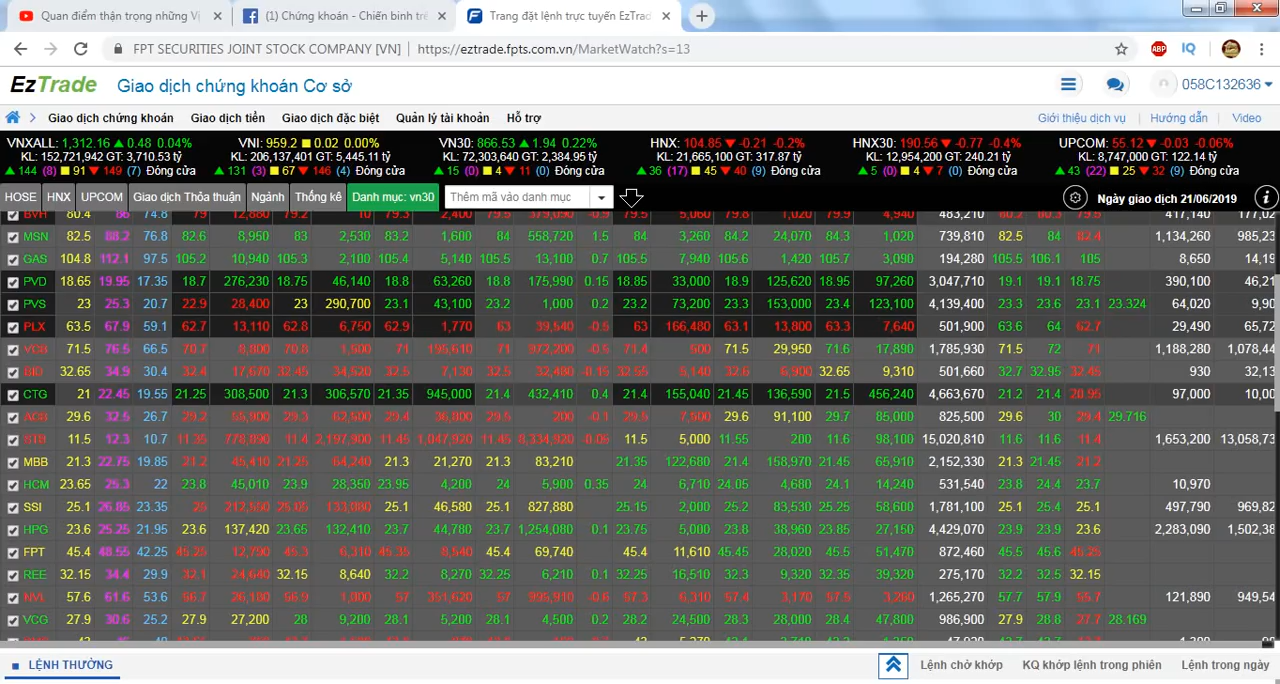 Quan điểm thận trọng những Vị
(1) Chứng khoán - Chiến binh trê
Trang đặt lệnh trực tuyến EzTrad
FPT SECURITIES JOINT STOCK COMPANY [VN] https://eztrade.fpts.com.vn/MarketWatch?s=13 ABP IQ
EzTrade Giao dịch chứng khoán Cơ sở 058C132636
Giao dịch chứng khoán Giao dịch tiền Giao dịch đặc biệt Quản lý tài khoản Hỗ trợ Giới thiệu dịch vụ Hướng dẫn Video
VNXALL: 1,312.16 ▲ 0.48 0.04% VNI: 959.2 ■ 0.02 0.00% VN30: 866.53 ▲ 1.94 0.22% HNX: 104.85 ▼ -0.21 -0.2% HNX30: 190.56 ▼ -0.77 -0.4% UPCOM: 55.12 ▼ -0.03 -0.06%
KL: 152,721,942 GT: 3,710.53 tỷ KL: 206,137,401 GT: 5,445.11 tỷ KL: 72,303,640 GT: 2,384.95 tỷ KL: 21,665,100 GT: 317.87 tỷ KL: 12,954,200 GT: 240.21 tỷ KL: 8,747,000 GT: 122.14 tỷ
▲ 144 (8) ■ 91 ▼ 149 (7) Đóng cửa ▲ 131 (3) ■ 67 ▼ 146 (4) Đóng cửa ▲ 15 (0) ■ 4 ▼ 11 (0) Đóng cửa ▲ 36 (17) ■ 45 ▼ 40 (9) Đóng cửa ▲ 5 (0) ■ 4 ▼ 7 (0) Đóng cửa ▲ 43 (22) ■ 25 ▼ 32 (9) Đóng cửa
HOSE HNX UPCOM Giao dịch Thỏa thuận Ngành Thống kê Danh mục: vn30 Thêm mã vào danh mục Ngày giao dịch 21/06/2019
BVH 80.4 86 74.8 79 12,880 79.2 10 79.3 2,400 79.5 5,060 79.8 1,020 79.9 4,940 483,210 417,140 177,02
MSN 82.5 88.2 76.8 82.6 8,950 83 2,530 83.2 1,600 84 558,720 1.5 84 3,260 84.2 24,070 84.3 1,020 739,810 82.5 84 82.4 1,134,260 985,23
GAS 104.8 112.1 97.5 105.2 10,940 105.3 2,100 105.4 5,140 105.5 13,100 0.7 105.5 7,940 105.6 1,420 105.7 3,090 194,280 105.5 106.1 105 8,650 14,19
PVD 18.65 19.95 17.35 18.7 276,230 18.75 46,140 18.8 63,260 18.8 175,990 0.15 18.85 33,000 18.9 125,620 18.95 97,260 3,047,710 19.1 19.1 18.75 390,100 46,21
PVS 23 25.3 20.7 22.9 28,400 23 290,700 23.1 43,100 23.2 1,000 0.2 23.2 73,200 23.3 153,000 23.4 123,100 4,139,400 23.3 23.6 23.1 23.324 64,020 9,90
PLX 63.5 67.9 59.1 62.7 13,110 62.8 6,750 62.9 1,770 63 39,540 -0.5 63 166,480 63.1 13,800 63.3 7,640 501,900 63.6 64 62.7 29,490 65,72
VCB 71.5 76.5 66.5 70.7 8,800 70.8 71 71 972,200 71.4 500 71.5 29,950 71.6 17,890 1,785,930 71.5 72 71 1,188,280 1,078,44
BID 32.65 34.9 30.4 32.4 17,670 32.45 34,520 32.5 7,130 32.5 32,480 -0.15 32.55 32.6 6,900 32.65 9,310 501,660 32.7 32.95 32.45 930 32,13
CTG 21 22.45 19.55 21.25 308,500 21.3 306,570 21.35 945,000 21.4 432,410 0.4 21.4 155,040 21.45 136,590 21.5 456,240 4,663,670 21.2 21.4 20.95 97,000 10,00
ACB 29.6 32.5 26.7 29.2 55,900 29.3 62,500 29.4 36,800 29.5 200 -0.1 29.5 7,500 29.6 91,100 29.7 85,000 825,500 29.6 30 29.4 29.716
STB 11.5 12.3 10.7 11.35 778,890 11.4 2,197,900 11.45 1,047,920 11.45 8,334,920 -0.05 11.5 5,000 11.55 200 11.6 98,100 15,020,810 11.6 11.6 11.4 1,653,200 13,058,73
MBB 21.3 22.75 19.85 21.2 45,410 21.25 64,240 21.3 21,270 21.3 83,210 21.35 122,680 21.4 158,970 21.45 65,910 2,152,330 21.3 21.45 21.2
HCM 23.65 25.3 22 23.8 45,010 23.9 28,350 23.95 4,200 24 5,900 0.35 24 6,710 24.05 4,680 24.1 14,240 531,540 23.8 24.4 23.7 10,970
SSI 25.1 26.85 23.35 25 212,550 25.05 133,080 25.1 46,580 25.1 827,880 25.15 2,000 25.2 83,530 25.25 58,600 1,781,100 25.1 25.4 25.1 497,790 969,82
HPG 23.6 25.25 21.95 23.6 137,420 23.65 132,410 23.7 44,780 23.7 1,254,080 0.1 23.75 5,000 23.8 38,960 23.85 27,150 4,429,070 23.9 23.9 23.6 2,283,090 1,502,38
FPT 45.4 48.55 42.25 45.25 12,790 45.3 6,310 45.35 8,540 45.4 69,740 45.4 11,610 45.45 28,020 45.5 51,470 872,460 45.5 45.6 45.25
REE 32.15 34.4 29.9 32.1 24,640 32.15 8,640 32.2 8,270 32.25 6,210 0.1 32.25 16,510 32.3 9,320 32.35 39,320 275,170 32.2 32.5 32.15
NVL 57.6 61.6 53.6 56.7 26,180 56.9 1,000 57 351,620 57 995,910 -0.6 57.3 6,310 57.4 3,170 57.5 3,260 1,265,270 57.7 57.9 55.7 121,890 949,54
VCG 27.9 30.6 25.2 27.9 27,200 28 9,200 28.1 5,200 28.1 4,500 0.2 28.2 24,500 28.3 28,000 28.4 47,800 986,900 27.9 28.8 27.7 28.169
LỆNH THƯỜNG Lệnh chờ khớp KQ khớp lệnh trong phiên Lệnh trong ngày